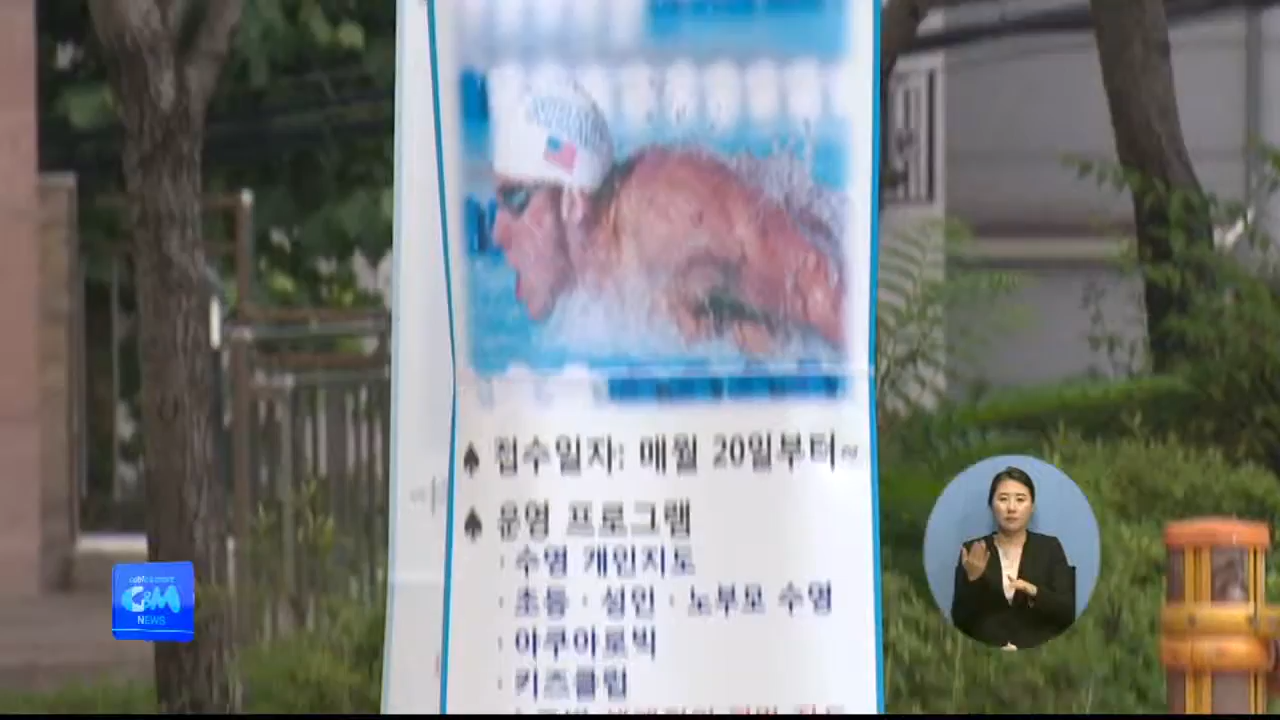 ♠ 접수일자: 매월 20일부터~
♠ 운영 프로그램
· 수영 개인지도
· 초등 · 성인 · 노부모 수영
· 아쿠아로빅
· 키즈클럽
cable & more
C&M
NEWS